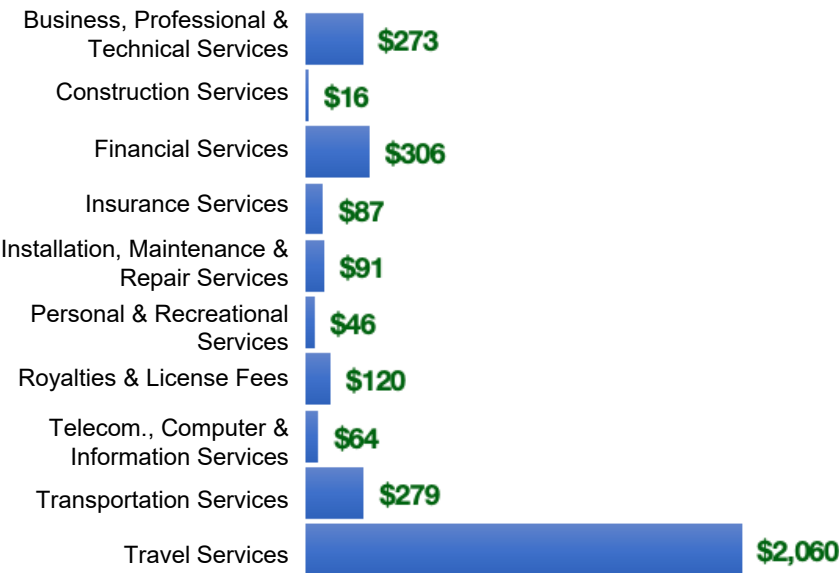 Business, Professional &
Technical Services
$273
Construction Services
$16
Financial Services
$306
Insurance Services
$87
Installation, Maintenance &
Repair Services
$91
Personal & Recreational
Services
$46
Royalties & License Fees
$120
Telecom., Computer &
Information Services
$64
Transportation Services
$279
Travel Services
$2,060